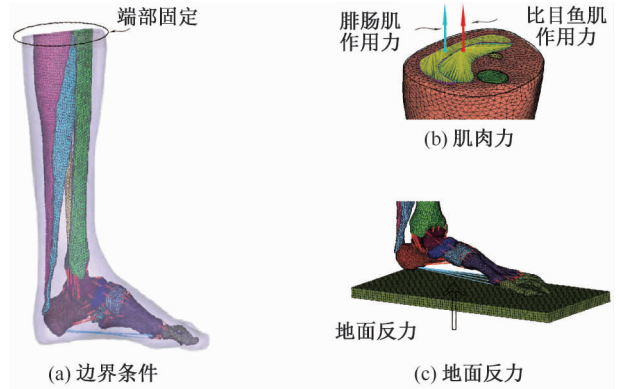 端部固定
(a) 边界条件
腓肠肌
作用力
比目鱼肌
作用力
(b) 肌肉力
地面反力
(c) 地面反力